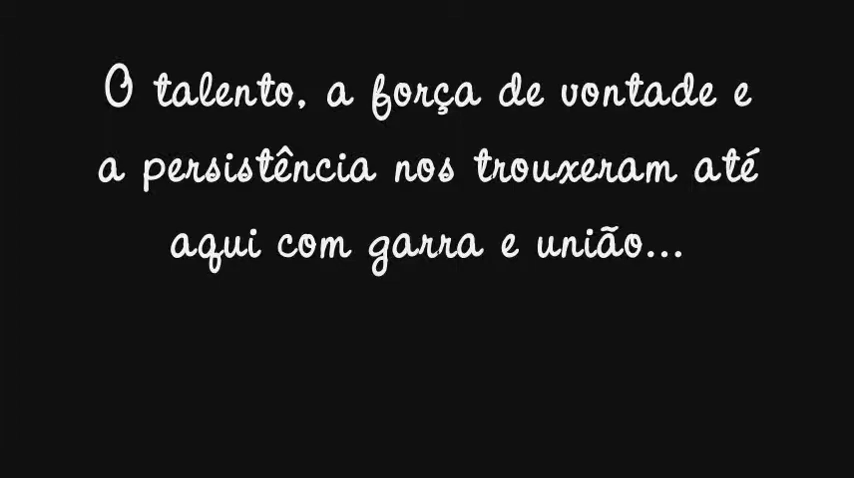 O talento, a força de vontade e
a persistência nos trouxeram até
aqui com garra e união...